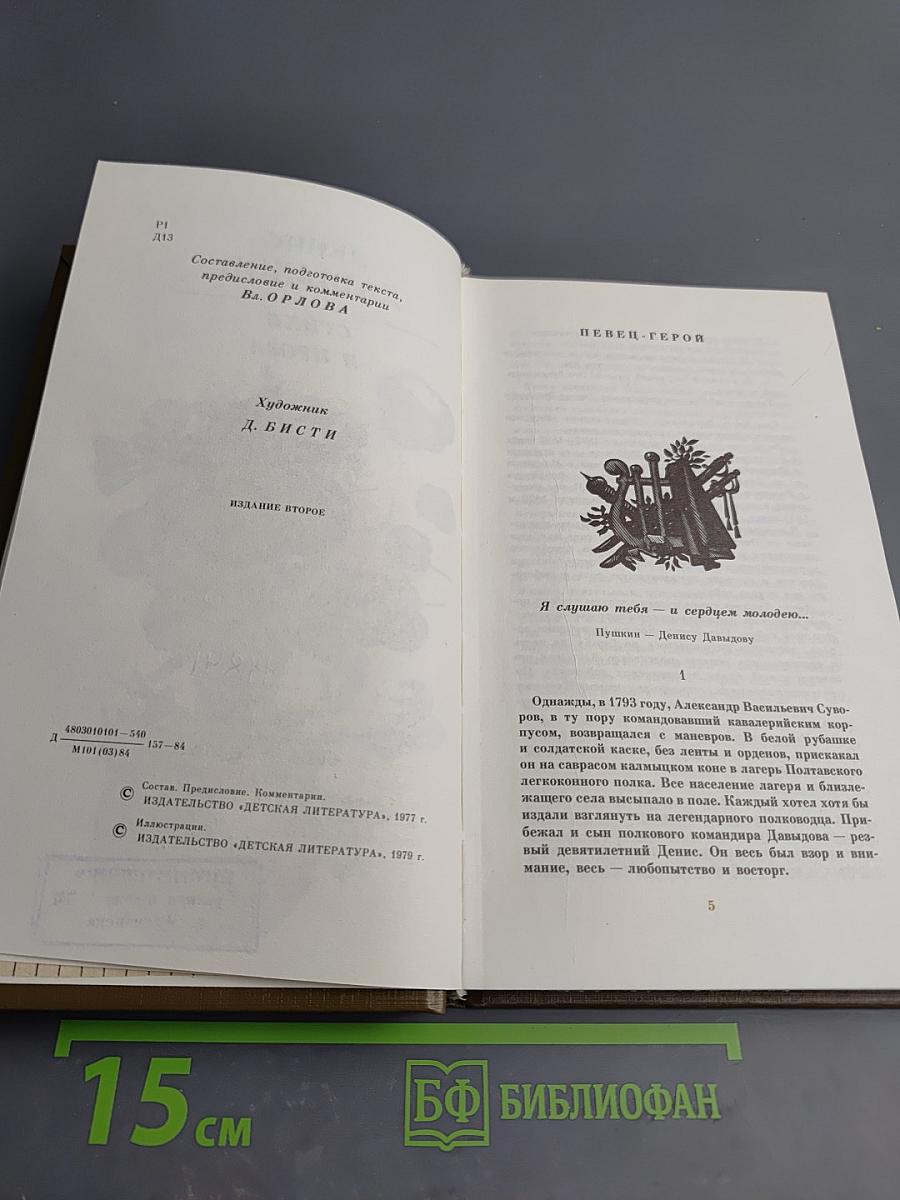 Р1
Д13
Составление, подготовка текста,
предисловие и комментарии
Вл. ОРЛОВА
Художник
Д. БИСТИ
ИЗДАНИЕ ВТОРОЕ
Д 4803010101—540 157—84
М101(03)84
© Состав. Предисловие. Комментарии.
ИЗДАТЕЛЬСТВО «ДЕТСКАЯ ЛИТЕРАТУРА», 1977 г.
© Иллюстрации.
ИЗДАТЕЛЬСТВО «ДЕТСКАЯ ЛИТЕРАТУРА», 1979 г.
ПЕВЕЦ-ГЕРОЙ
Я слушаю тебя — и сердцем молодею...
Пушкин — Денису Давыдову
1
Однажды, в 1793 году, Александр Васильевич Суво-
ров, в ту пору командовавший кавалерийским кор-
пусом, возвращался с маневров. В белой рубашке
и солдатской каске, без ленты и орденов, прискакал
он на саврасом калмыцком коне в лагерь Полтавского
легкоконного полка. Все население лагеря и близле-
жащего села высыпало в поле. Каждый хотел хотя бы
издали взглянуть на легендарного полководца. При-
бежал и сын полкового командира Давыдова — рез-
вый девятилетний Денис. Он весь был взор и вни-
мание, весь — любопытство и восторг.
5
15 см
БФ БИБЛИОФАН